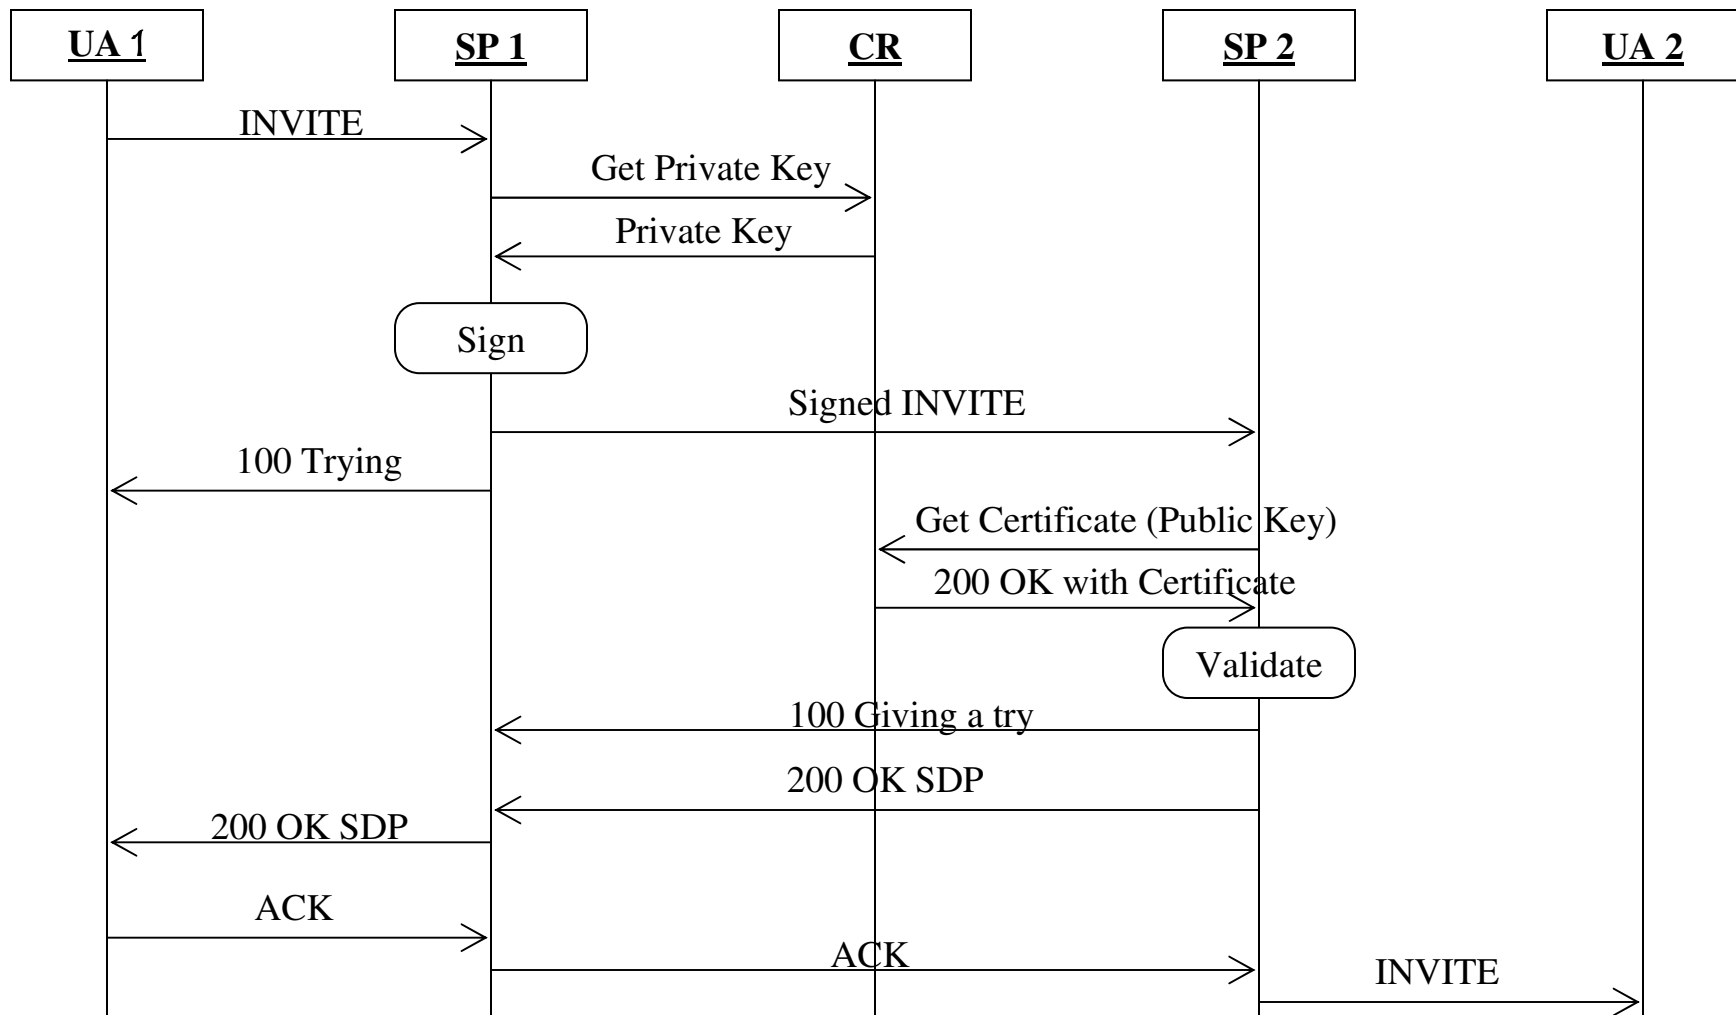 UA 1
SP 1
CR
SP 2
UA 2
INVITE
Get Private Key
Private Key
Sign
Signed INVITE
100 Trying
Get Certificate (Public Key)
200 OK with Certificate
Validate
100 Giving a try
200 OK SDP
200 OK SDP
ACK
ACK
INVITE